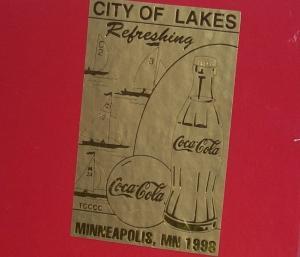 CITY OF LAKES
Refreshing
Coca-Cola
Coca-Cola
TCCCC
MINNEAPOLIS, MN 1998